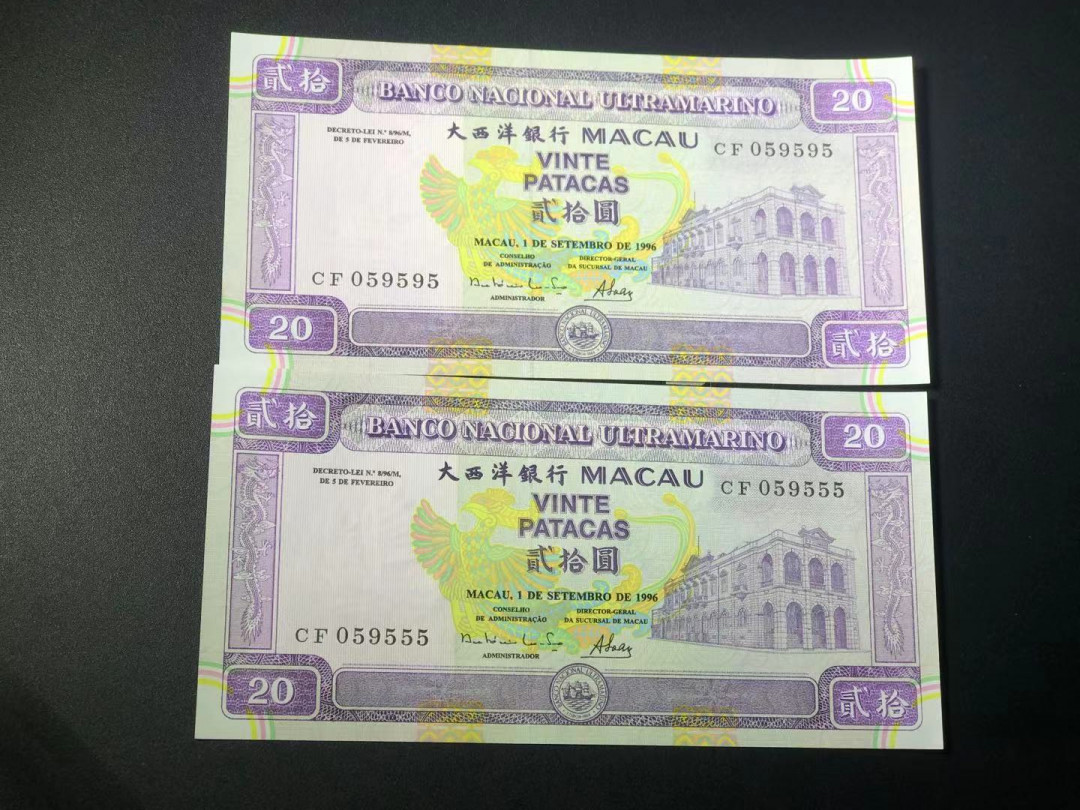 貳拾
BANCO NACIONAL ULTRAMARINO
20
DECRETO-LEI N.º 8/96/M,
DE 5 DE FEVEREIRO
大西洋銀行 MACAU
CF 059595
VINTE
PATACAS
貳拾圓
MACAU, 1 DE SETEMBRO DE 1996
CONSELHO
DE ADMINISTRAÇÃO
DIRECTOR-GERAL
DA SUCURSAL DE MACAU
CF 059595
ADMINISTRADOR
20
貳拾
貳拾
BANCO NACIONAL ULTRAMARINO
20
DECRETO-LEI N.º 8/96/M,
DE 5 DE FEVEREIRO
大西洋銀行 MACAU
CF 059555
VINTE
PATACAS
貳拾圓
MACAU, 1 DE SETEMBRO DE 1996
CONSELHO
DE ADMINISTRAÇÃO
DIRECTOR-GERAL
DA SUCURSAL DE MACAU
CF 059555
ADMINISTRADOR
20
貳拾